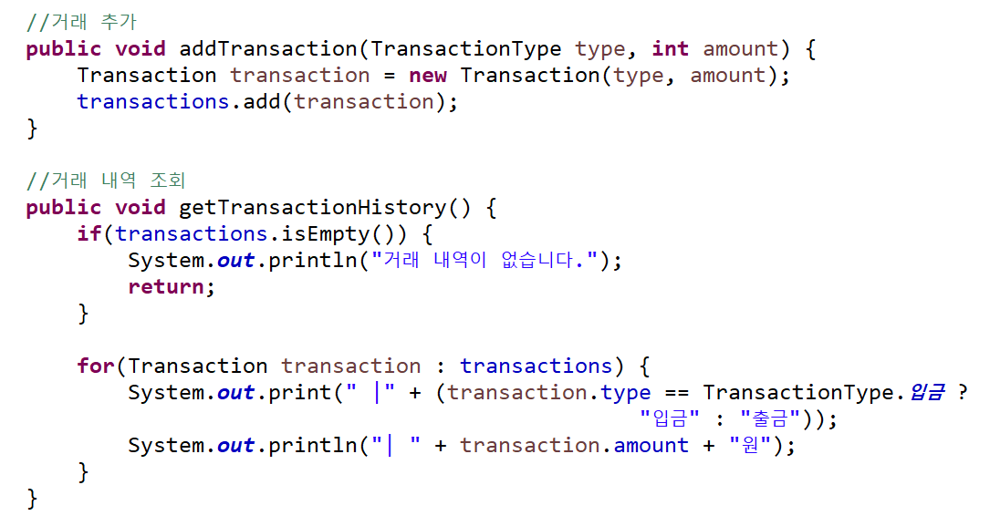 //거래 추가
public void addTransaction(TransactionType type, int amount) {
    Transaction transaction = new Transaction(type, amount);
    transactions.add(transaction);
}

//거래 내역 조회
public void getTransactionHistory() {
    if(transactions.isEmpty()) {
        System.out.println("거래 내역이 없습니다.");
        return;
    }

    for(Transaction transaction : transactions) {
        System.out.print(" |" + (transaction.type == TransactionType.입금 ?
                                                "입금" : "출금"));
        System.out.println("| " + transaction.amount + "원");
    }
}